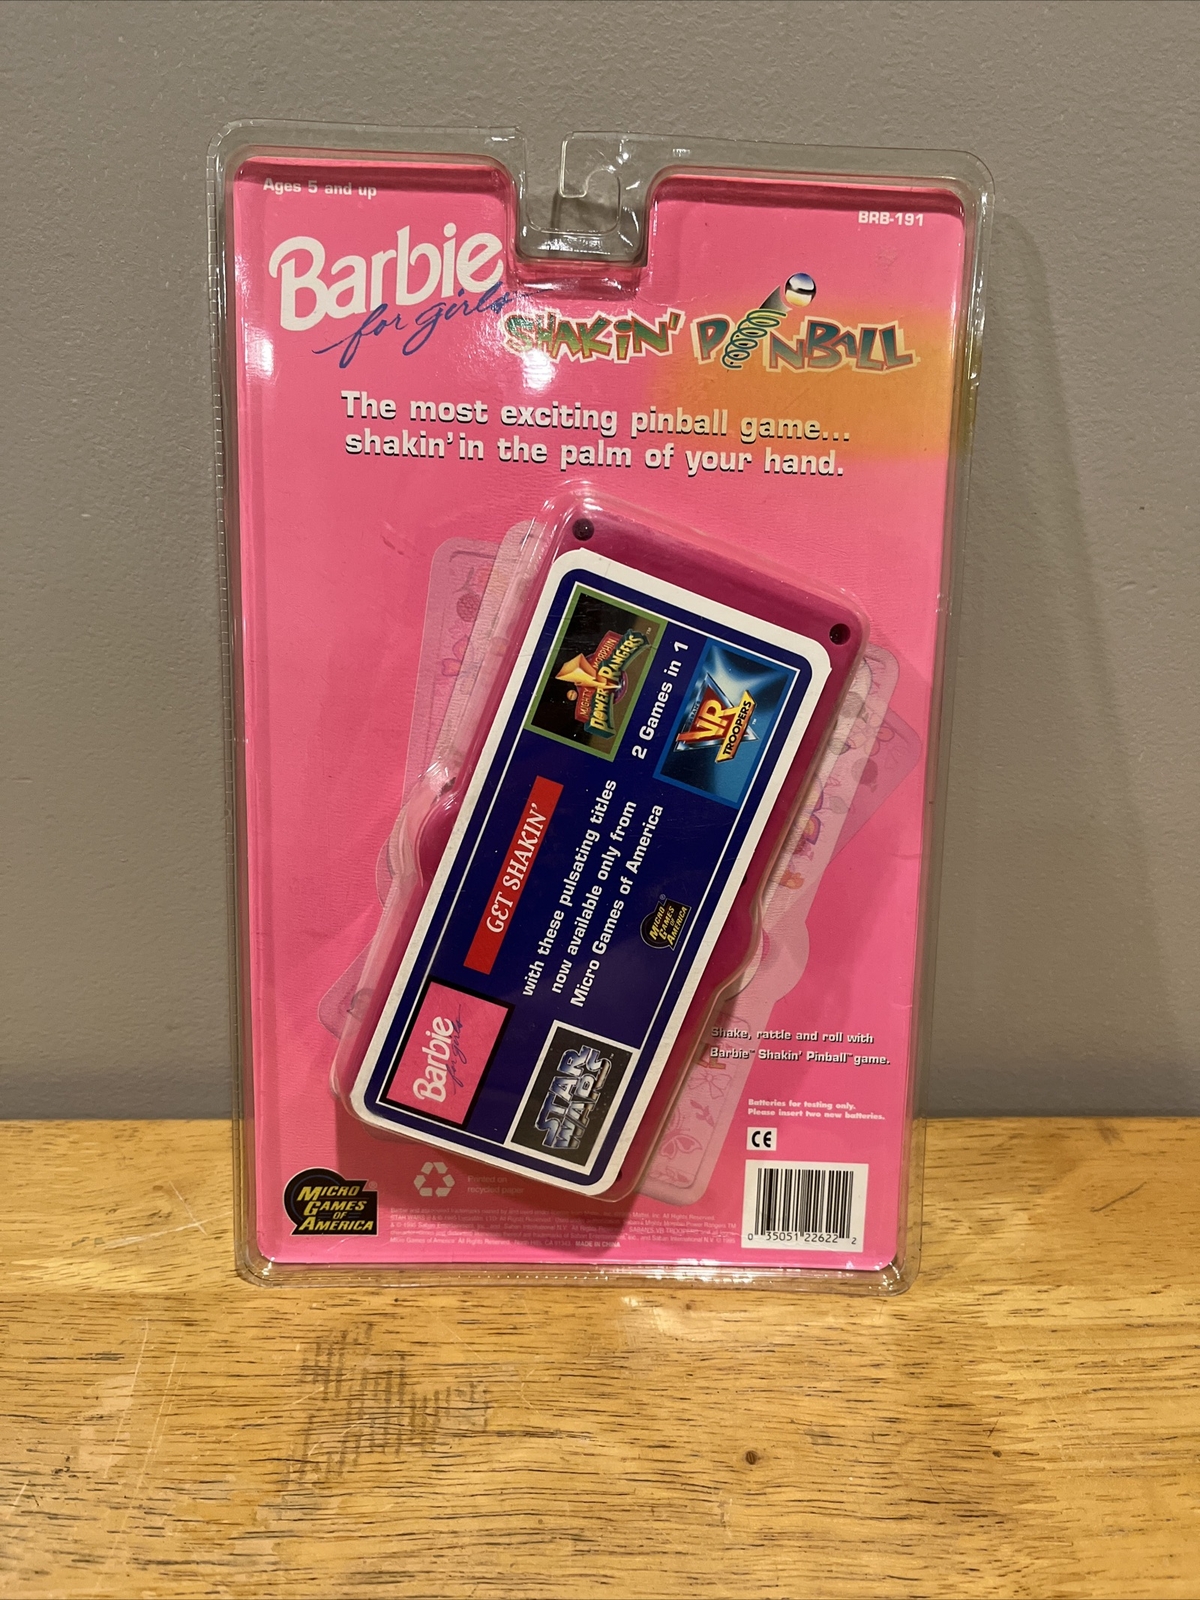 Ages 5 and up
BRB-191
Barbie
for girls
SHAKIN' PINBALL
The most exciting pinball game...
shakin' in the palm of your hand.
MIGHTY MORPHIN
POWER RANGERS
2 Games in 1
VR
TROOPERS
GET SHAKIN'
with these pulsating titles
now available only from
Micro Games of America
MICRO
GAMES
OF
AMERICA
Barbie
for girls
STAR
WARS
Shake, rattle and roll with
Barbie™ Shakin' Pinball™ game.
Batteries for testing only.
Please insert two new batteries.
CE
MICRO
GAMES
OF
AMERICA
Printed on
recycled paper
MADE IN CHINA
0 35051 22622 2